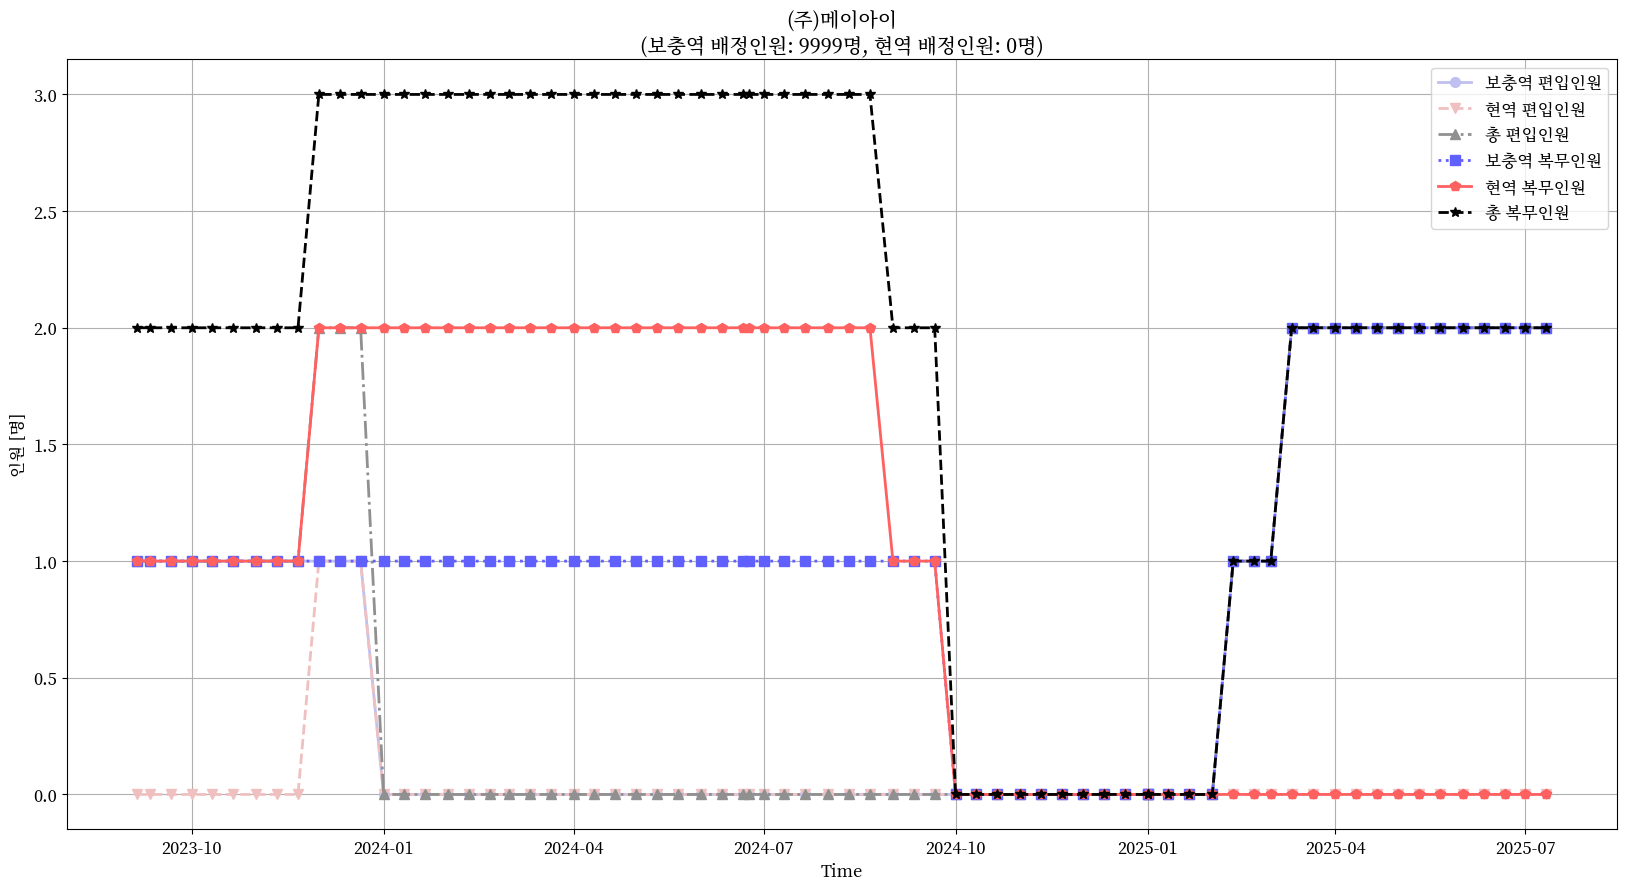 (주)메이아이
(보충역 배정인원: 9999명, 현역 배정인원: 0명)
보충역 편입인원
현역 편입인원
총 편입인원
보충역 복무인원
현역 복무인원
총 복무인원
인원 [명]
3.0
2.5
2.0
1.5
1.0
0.5
0.0
2023-10 2024-01 2024-04 2024-07 2024-10 2025-01 2025-04 2025-07
Time